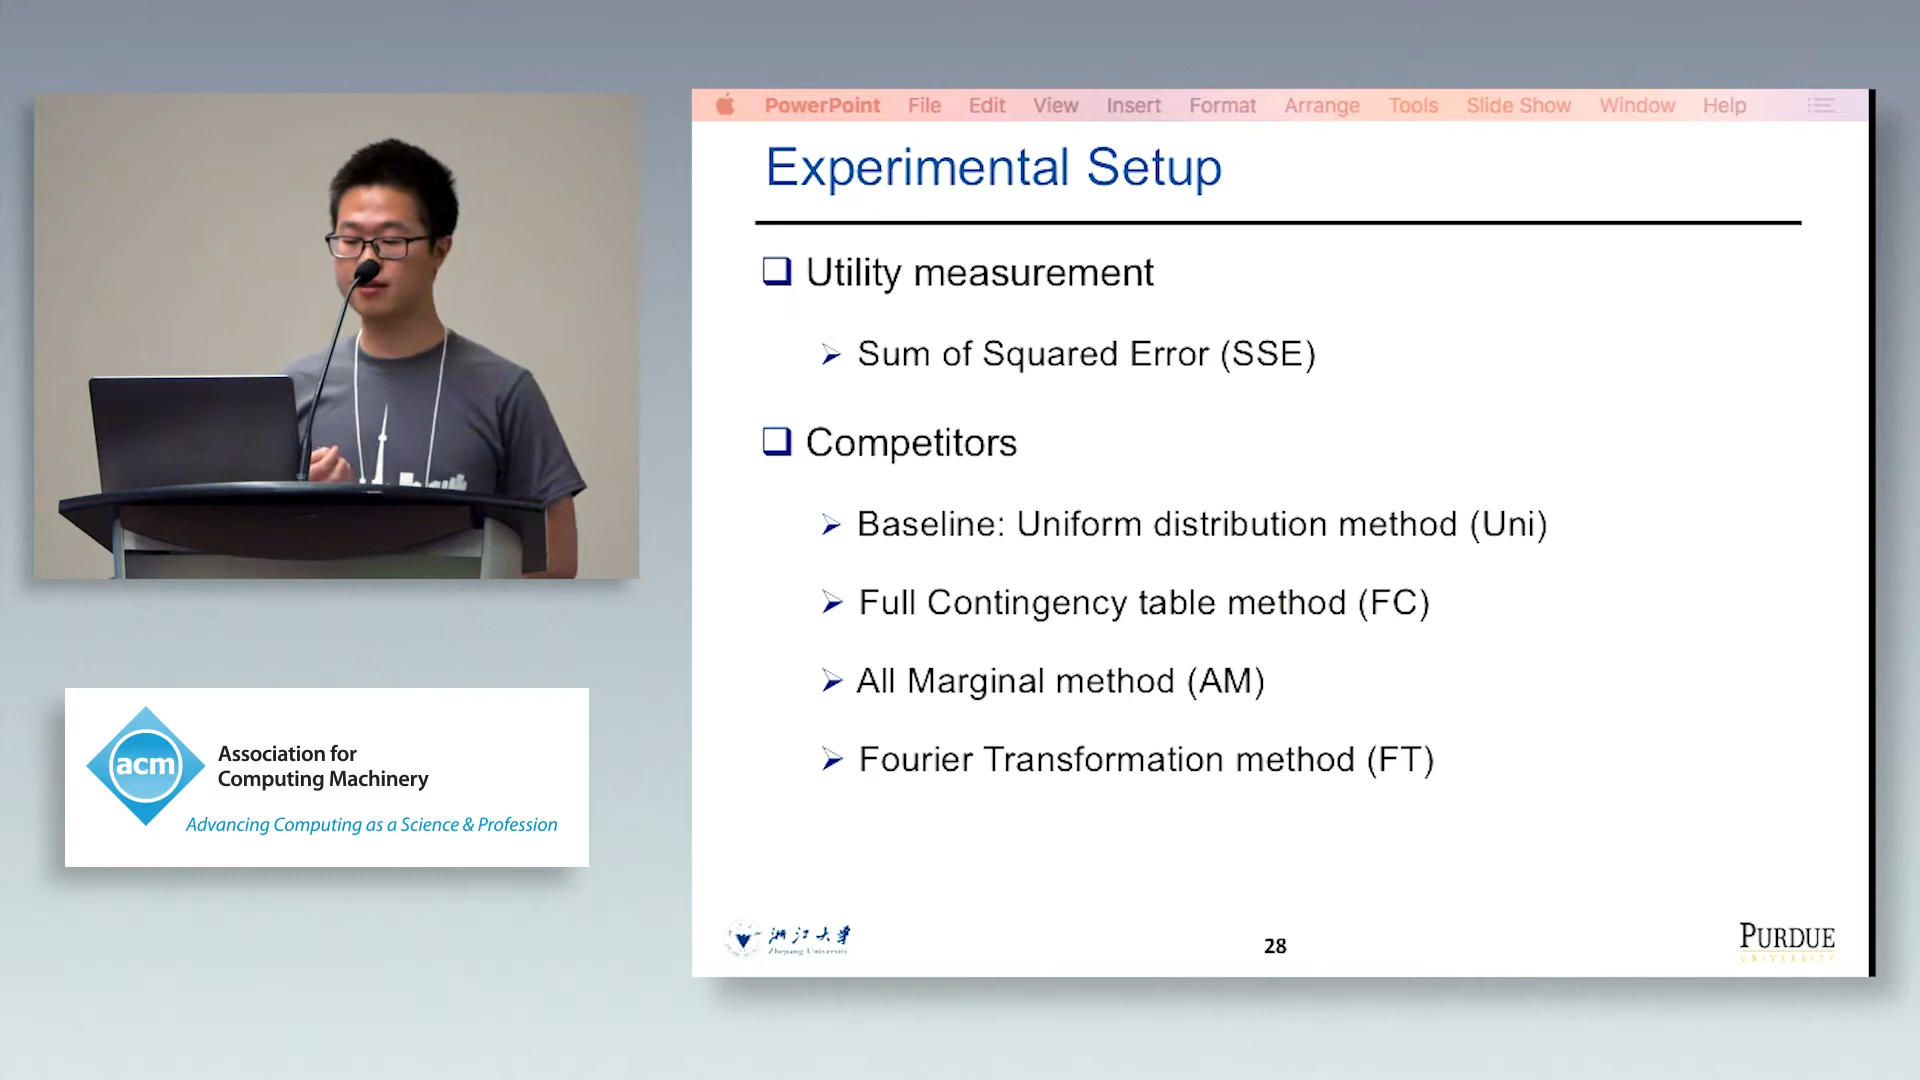 PowerPoint File Edit View Insert Format Arrange Tools Slide Show Window Help
Experimental Setup
Utility measurement
Sum of Squared Error (SSE)
Competitors
Baseline: Uniform distribution method (Uni)
Full Contingency table method (FC)
All Marginal method (AM)
Fourier Transformation method (FT)
浙江大学
Zhejiang University
28
PURDUE
UNIVERSITY
acm
Association for
Computing Machinery
Advancing Computing as a Science & Profession